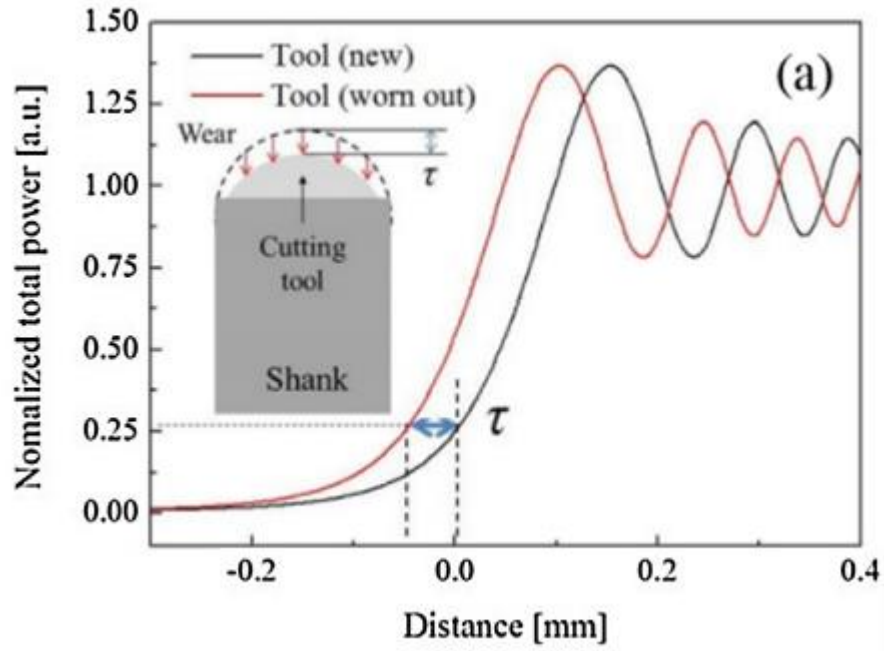 1.50
1.25
1.00
0.75
0.50
0.25
0.00
Nomalized total power [a.u.]
Tool (new)
Tool (worn out)
(a)
Wear
τ
Cutting
tool
Shank
τ
-0.2
0.0
0.2
0.4
Distance [mm]